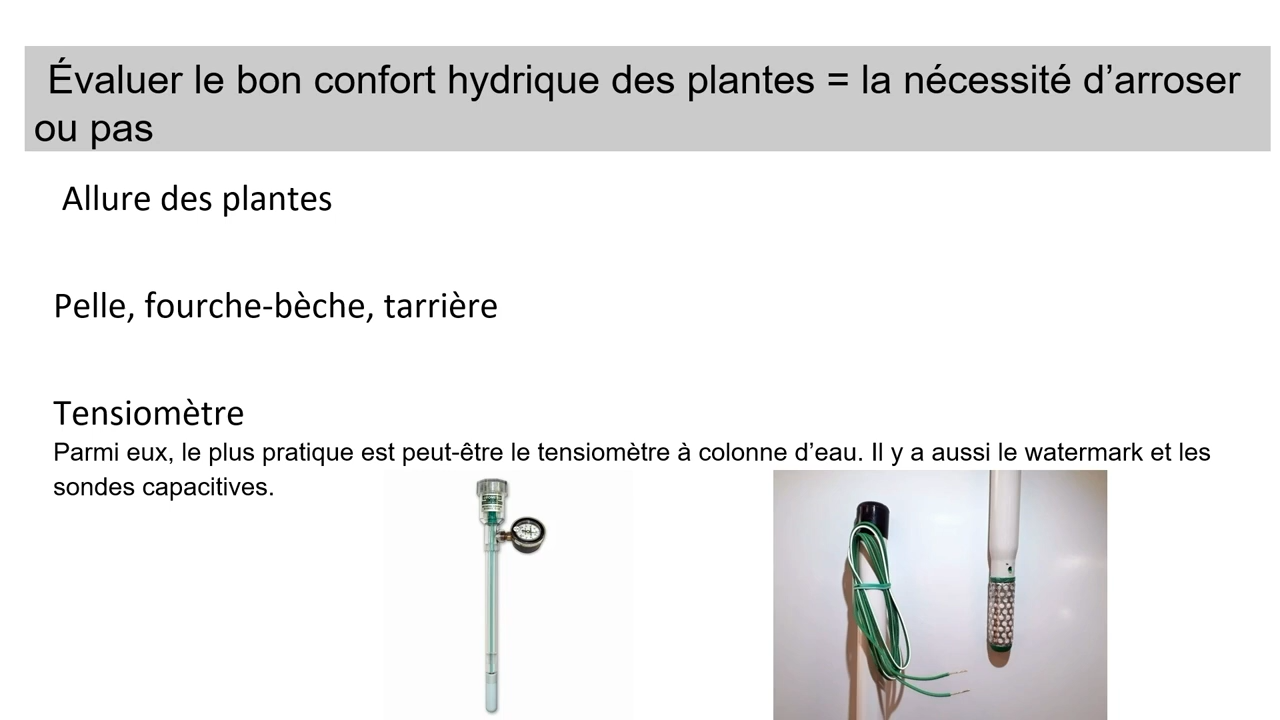 Évaluer le bon confort hydrique des plantes = la nécessité d’arroser
ou pas
Allure des plantes
Pelle, fourche-bèche, tarrière
Tensiomètre
Parmi eux, le plus pratique est peut-être le tensiomètre à colonne d’eau. Il y a aussi le watermark et les
sondes capacitives.